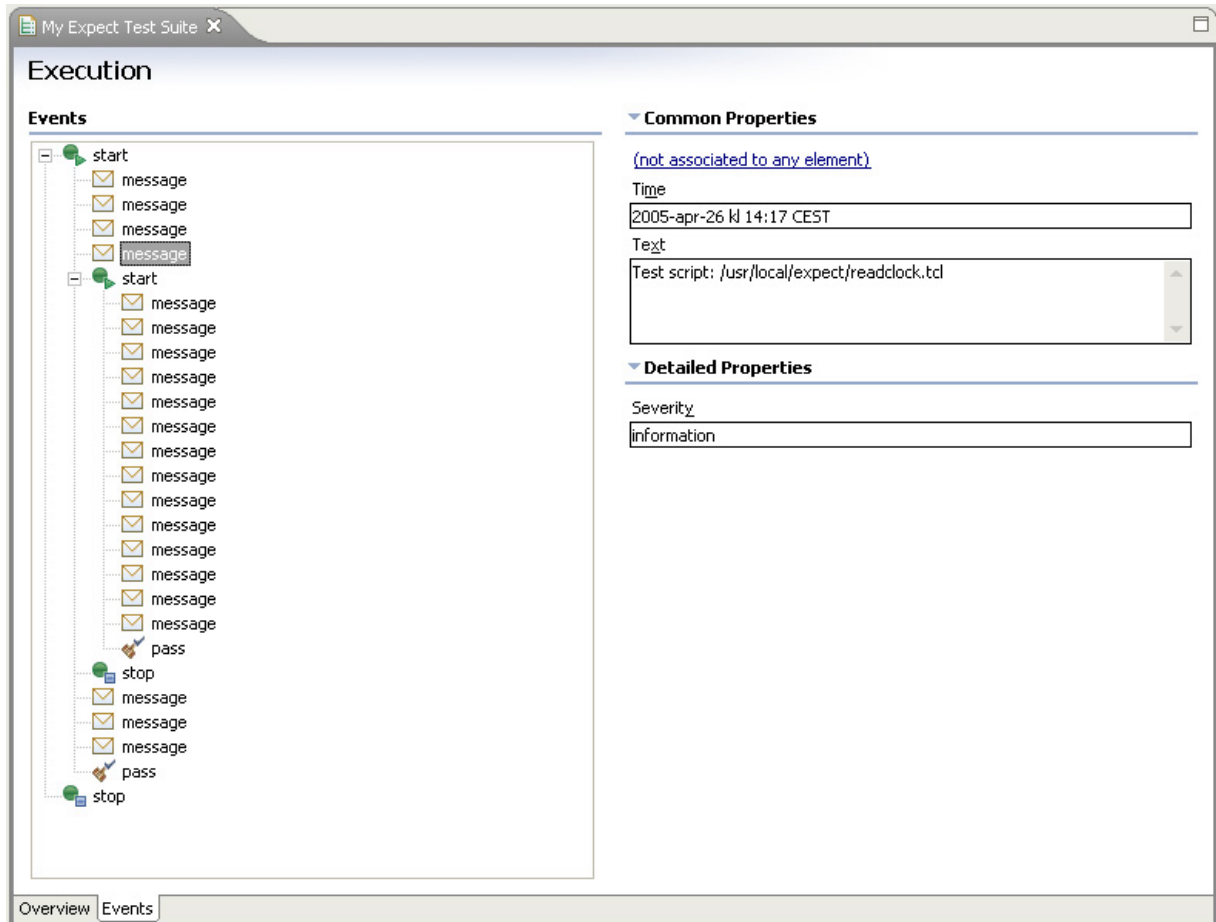 My Expect Test Suite
Execution
Events
start
message
message
message
message
start
message
message
message
message
message
message
message
message
message
message
message
message
message
message
pass
stop
message
message
message
pass
stop
Common Properties
(not associated to any element)
Time
2005-apr-26 kl 14:17 CEST
Text
Test script: /usr/local/expect/readclock.tcl
Detailed Properties
Severity
information
Overview Events